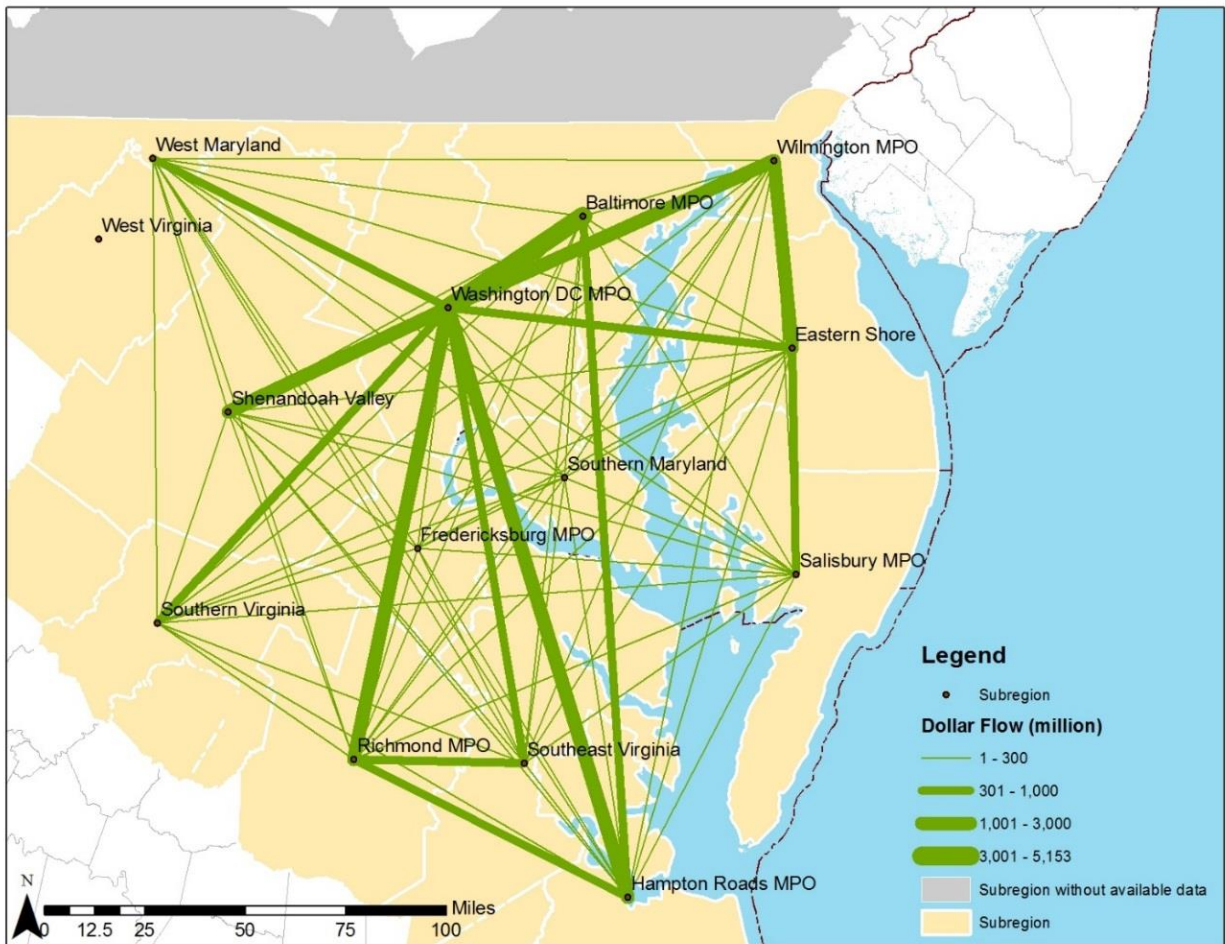 West Maryland
Wilmington MPO
West Virginia
Baltimore MPO
Washington DC MPO
Eastern Shore
Shenandoah Valley
Southern Maryland
Fredericksburg MPO
Salisbury MPO
Southern Virginia
Richmond MPO
Southeast Virginia
Hampton Roads MPO
Legend
Subregion
Dollar Flow (million)
1 - 300
301 - 1,000
1,001 - 3,000
3,001 - 5,153
Subregion without available data
Subregion
N
Miles
0 12.5 25 50 75 100